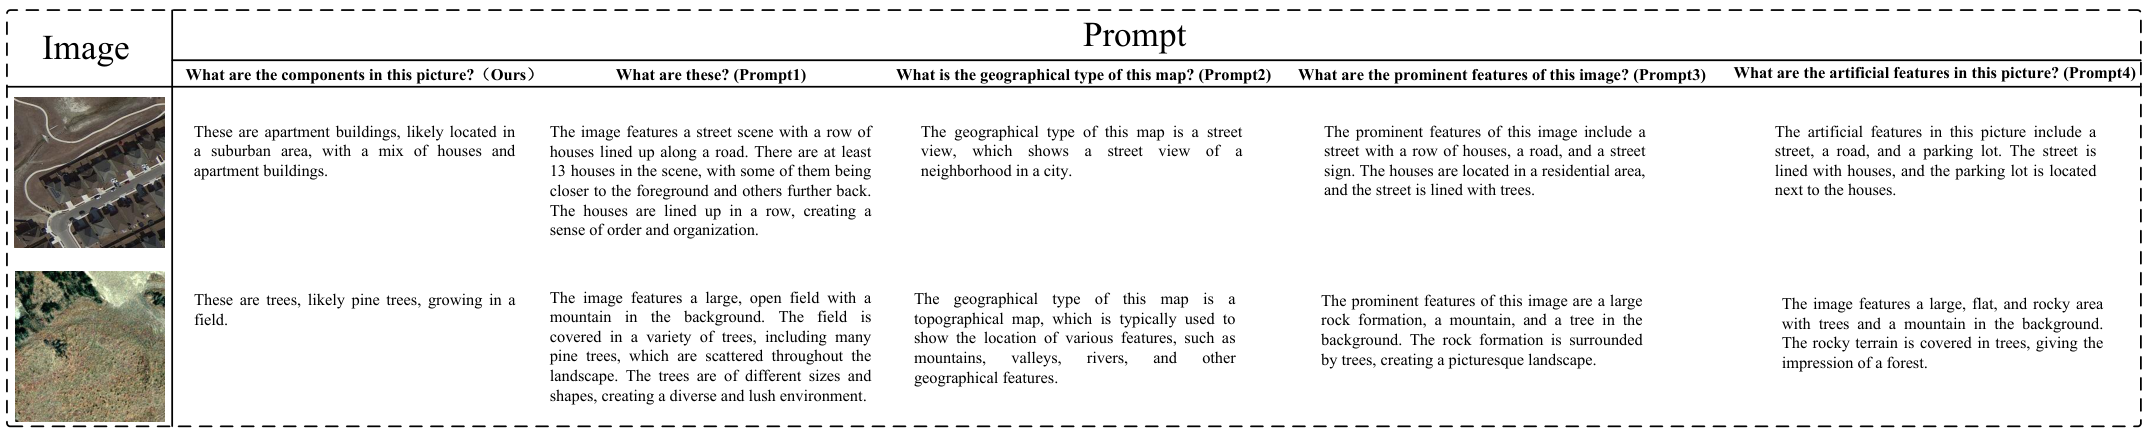 Image
Prompt
What are the components in this picture?（Ours）
What are these? (Prompt1)
What is the geographical type of this map? (Prompt2)
What are the prominent features of this image? (Prompt3)
What are the artificial features in this picture? (Prompt4)
These are apartment buildings, likely located in
a suburban area, with a mix of houses and
apartment buildings.
The image features a street scene with a row of
houses lined up along a road. There are at least
13 houses in the scene, with some of them being
closer to the foreground and others further back.
The houses are lined up in a row, creating a
sense of order and organization.
The geographical type of this map is a street
view, which shows a street view of a
neighborhood in a city.
The prominent features of this image include a
street with a row of houses, a road, and a street
sign. The houses are located in a residential area,
and the street is lined with trees.
The artificial features in this picture include a
street, a road, and a parking lot. The street is
lined with houses, and the parking lot is located
next to the houses.
These are trees, likely pine trees, growing in a
field.
The image features a large, open field with a
mountain in the background. The field is
covered in a variety of trees, including many
pine trees, which are scattered throughout the
landscape. The trees are of different sizes and
shapes, creating a diverse and lush environment.
The geographical type of this map is a
topographical map, which is typically used to
show the location of various features, such as
mountains, valleys, rivers, and other
geographical features.
The prominent features of this image are a large
rock formation, a mountain, and a tree in the
background. The rock formation is surrounded
by trees, creating a picturesque landscape.
The image features a large, flat, and rocky area
with trees and a mountain in the background.
The rocky terrain is covered in trees, giving the
impression of a forest.